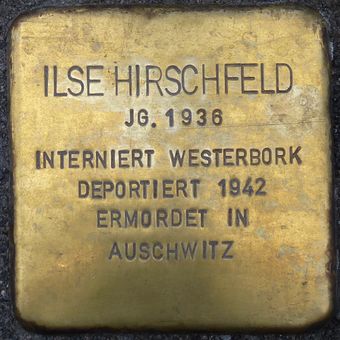 ILSE HIRSCHFELD
JG. 1936
INTERNIERT WESTERBORK
DEPORTIERT 1942
ERMORDET IN
AUSCHWITZ